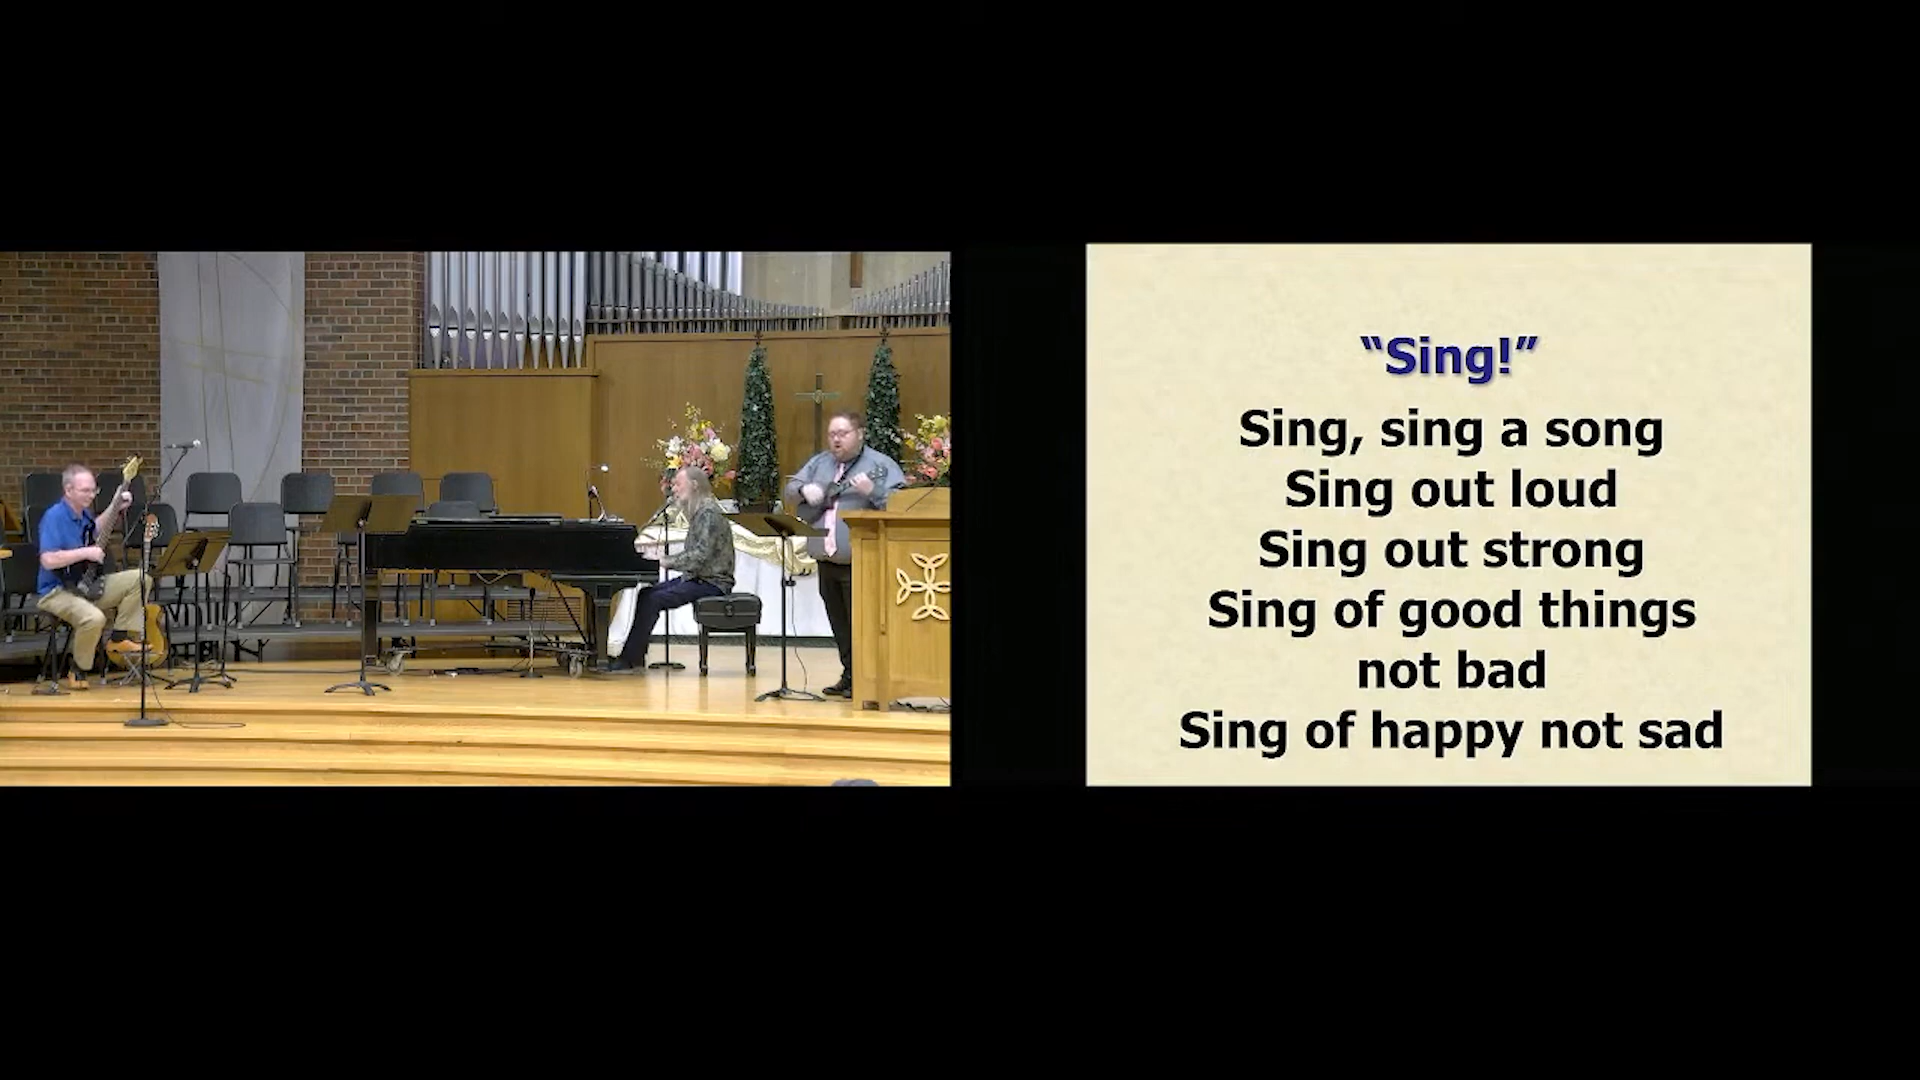 “Sing!”
Sing, sing a song
Sing out loud
Sing out strong
Sing of good things
not bad
Sing of happy not sad